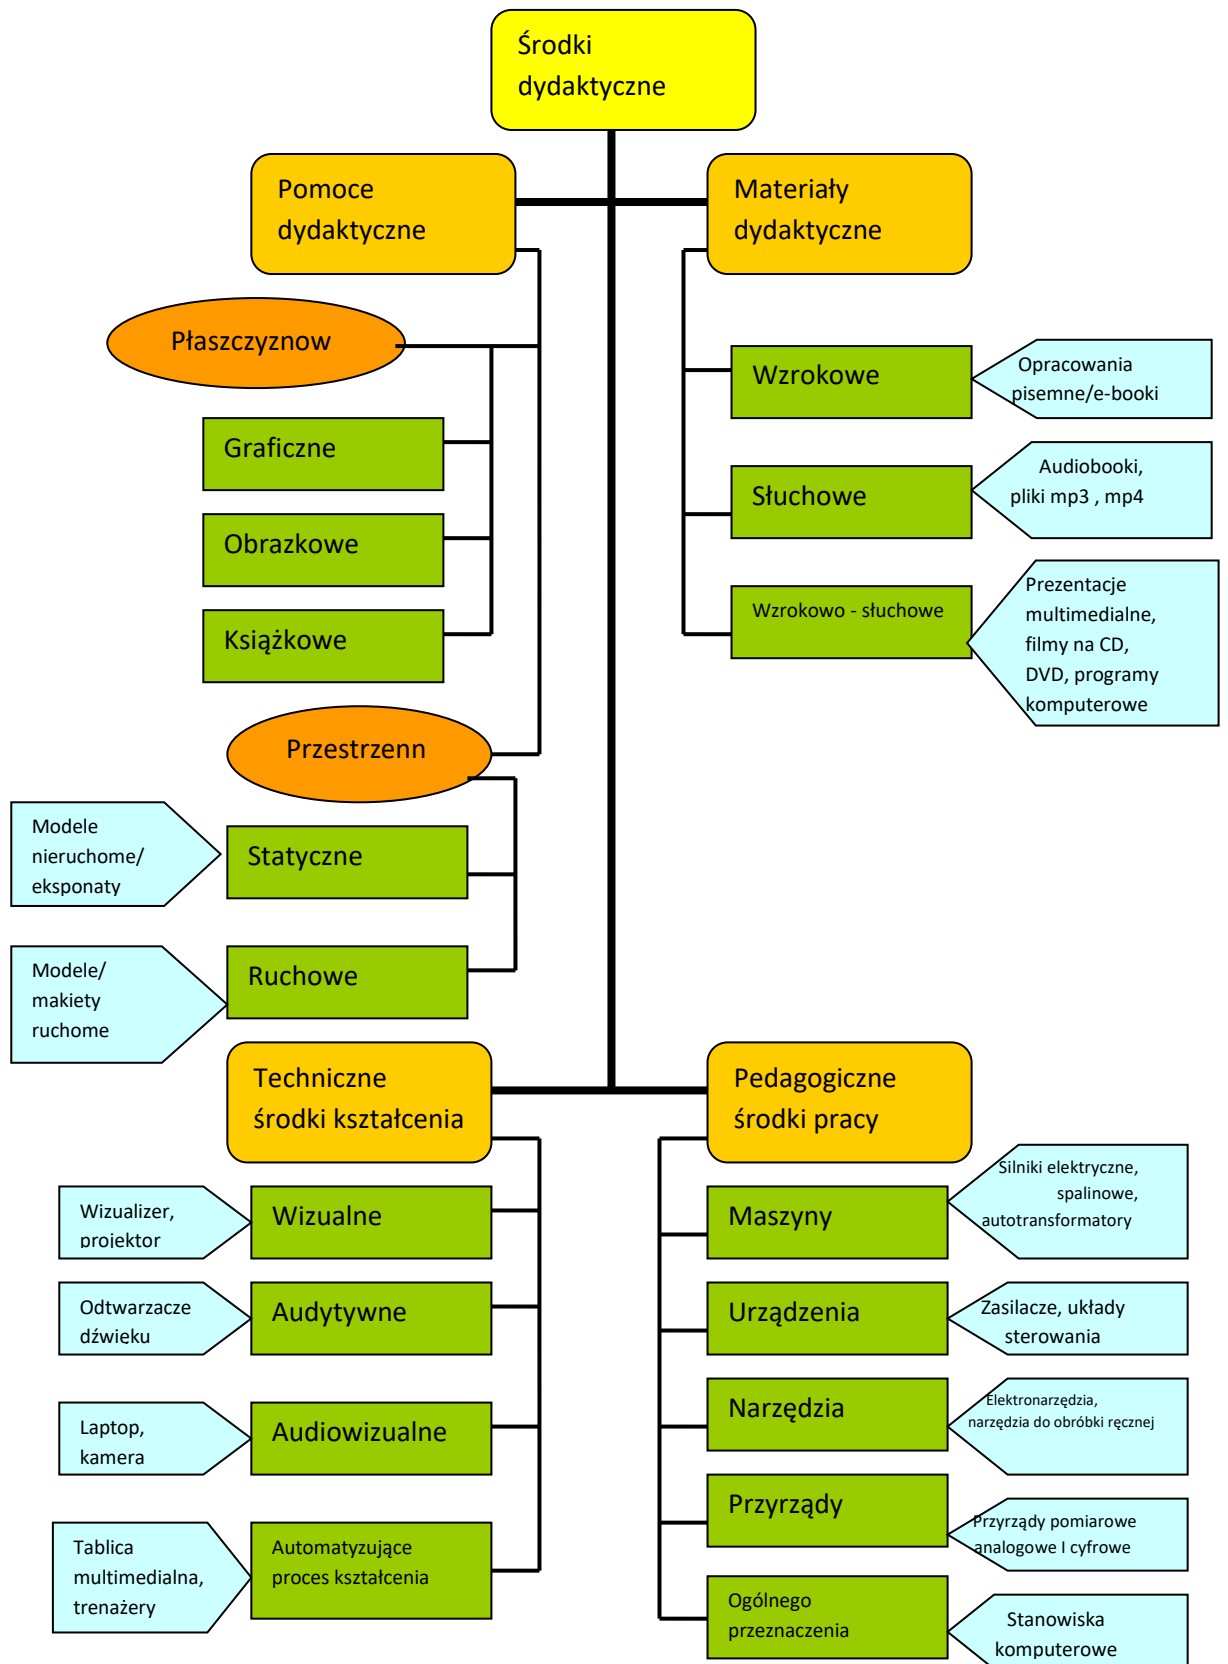 Środki
dydaktyczne
Pomoce
dydaktyczne
Materiały
dydaktyczne
Płaszczyznow
Graficzne
Obrazkowe
Książkowe
Wzrokowe
Opracowania
pisemne/e-booki
Słuchowe
Audiobooki,
pliki mp3 , mp4
Wzrokowo - słuchowe
Prezentacje
multimedialne,
filmy na CD,
DVD, programy
komputerowe
Przestrzenn
Modele
nieruchome/
eksponaty
Statyczne
Modele/
makiety
ruchome
Ruchowe
Techniczne
środki kształcenia
Wizualizer,
projektor
Wizualne
Odtwarzacze
dźwieku
Audytywne
Laptop,
kamera
Audiowizualne
Tablica
multimedialna,
trenażery
Automatyzujące
proces kształcenia
Pedagogiczne
środki pracy
Maszyny
Silniki elektryczne,
spalinowe,
autotransformatory
Urządzenia
Zasilacze, układy
sterowania
Narzędzia
Elektronarzędzia,
narzędzia do obróbki ręcznej
Przyrządy
Przyrządy pomiarowe
analogowe I cyfrowe
Ogólnego
przeznaczenia
Stanowiska
komputerowe